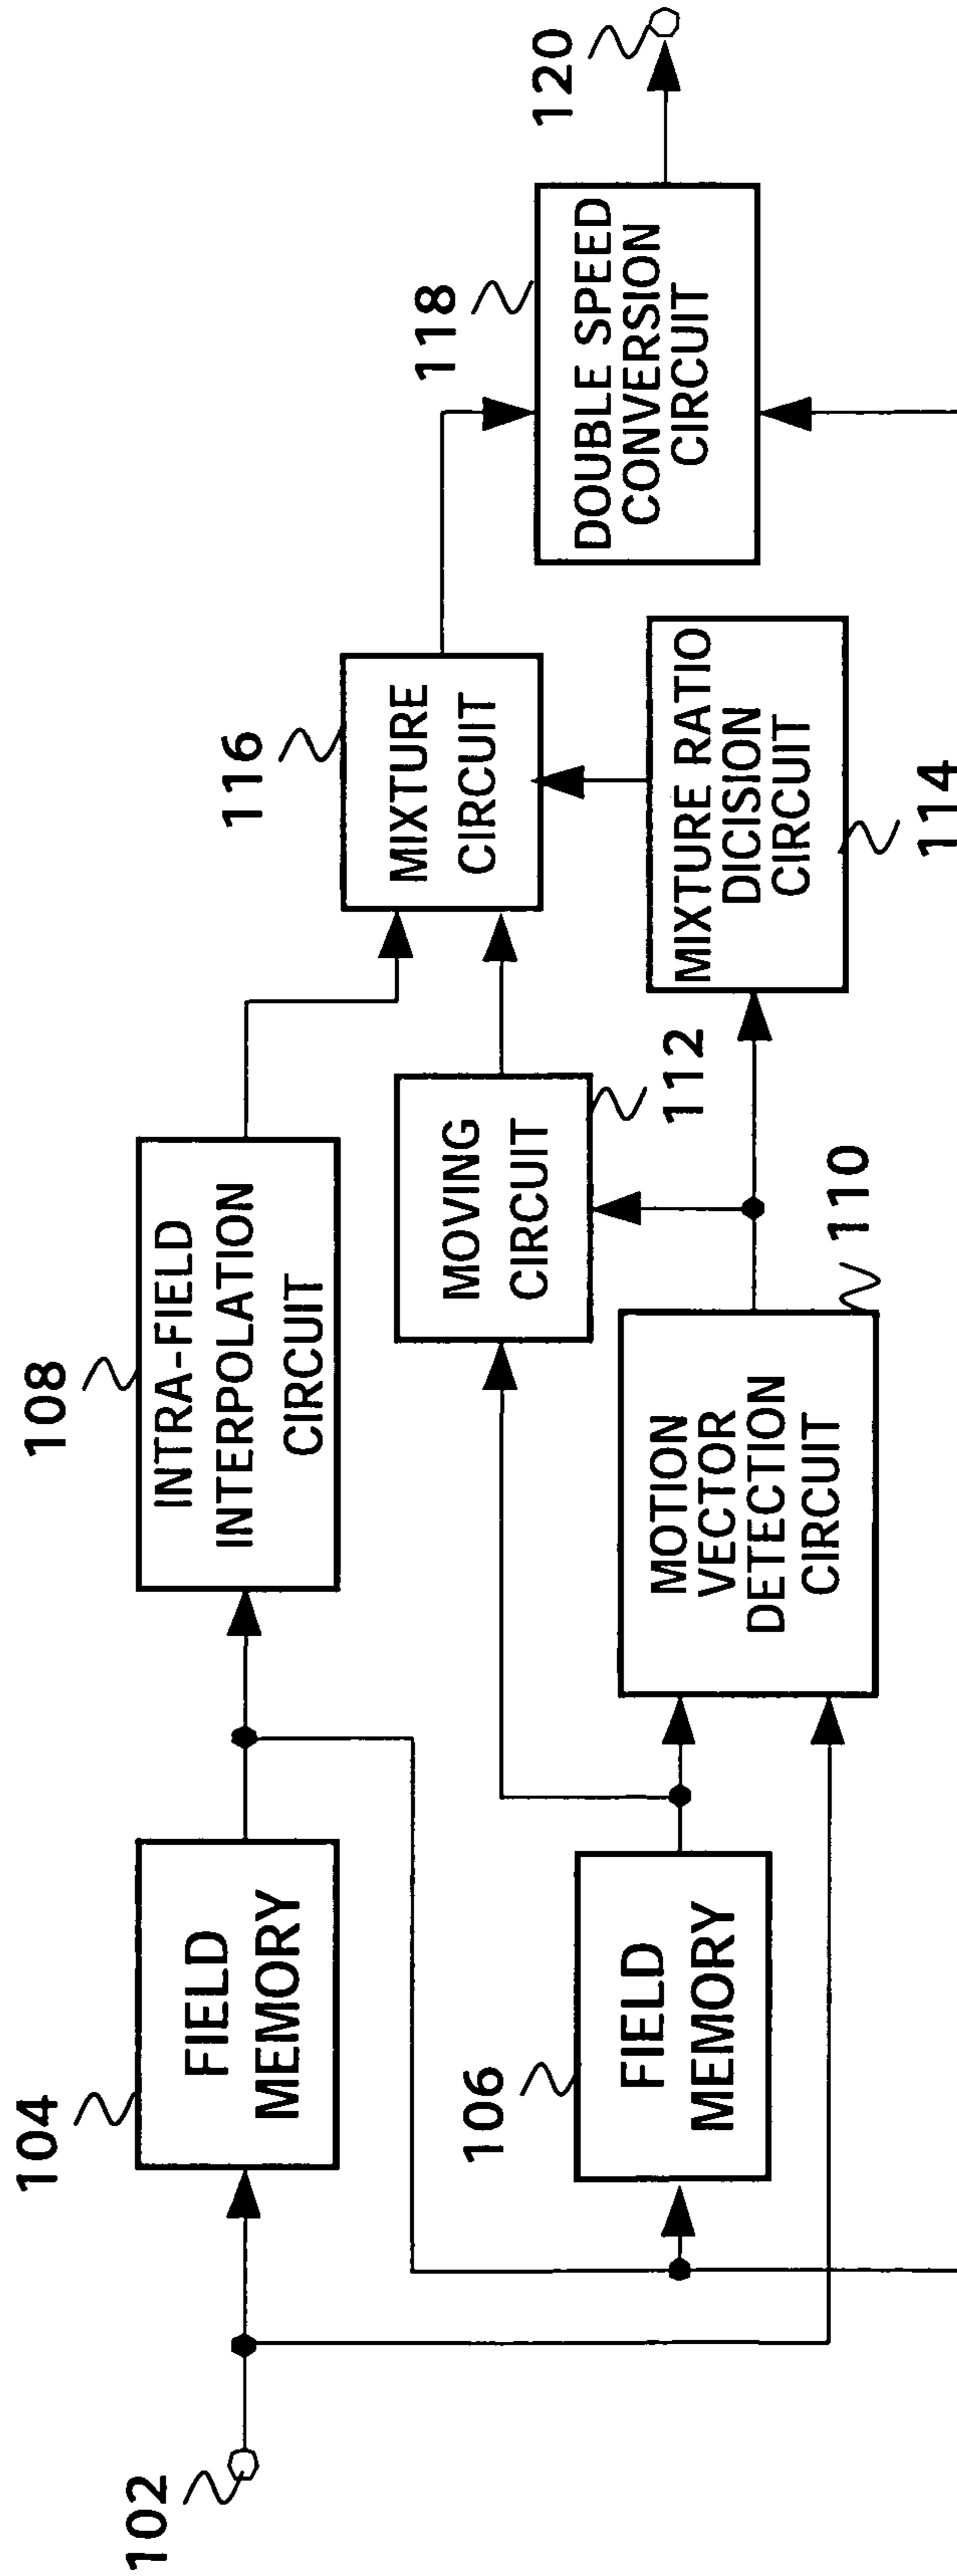 102
104
FIELD
MEMORY
106
FIELD
MEMORY
108
INTRA-FIELD
INTERPOLATION
CIRCUIT
MOTION
VECTOR
DETECTION
CIRCUIT
110
MOVING
CIRCUIT
112
116
MIXTURE
CIRCUIT
MIXTURE RATIO
DICISION
CIRCUIT
114
118
DOUBLE SPEED
CONVERSION
CIRCUIT
120